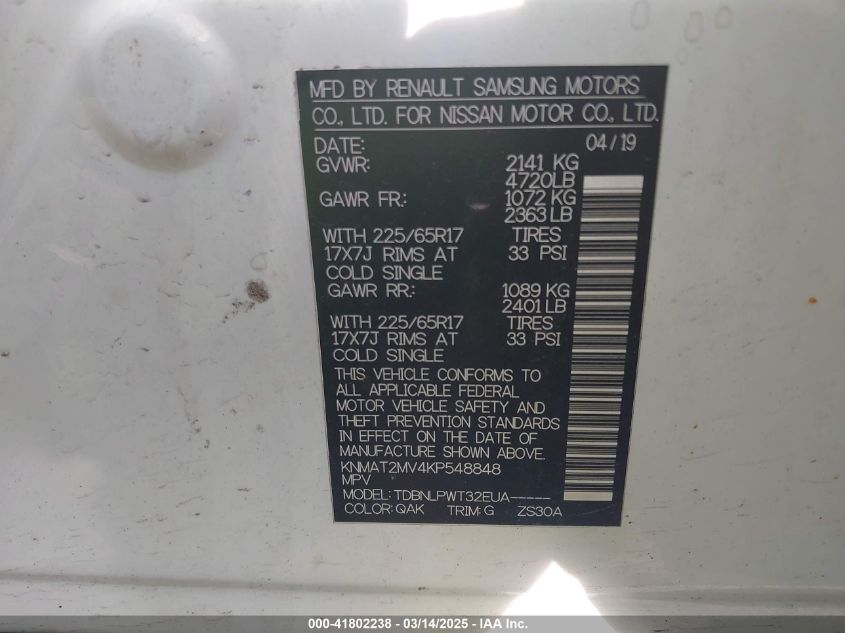 MFD BY RENAULT SAMSUNG MOTORS
CO., LTD. FOR NISSAN MOTOR CO., LTD.
DATE: 04/19
GVWR: 2141 KG
4720LB
GAWR FR: 1072 KG
2363LB
WITH 225/65R17 TIRES
17X7J RIMS AT 33 PSI
COLD SINGLE
GAWR RR: 1089 KG
2401LB
WITH 225/65R17 TIRES
17X7J RIMS AT 33 PSI
COLD SINGLE
THIS VEHICLE CONFORMS TO
ALL APPLICABLE FEDERAL
MOTOR VEHICLE SAFETY AND
THEFT PREVENTION STANDARDS
IN EFFECT ON THE DATE OF
MANUFACTURE SHOWN ABOVE.
KNMAT2MV4KP548848
MPV
MODEL: TDBNLPWT32EUA-----
COLOR: QAK TRIM: G ZS30A
000-41802238 - 03/14/2025 - IAA Inc.